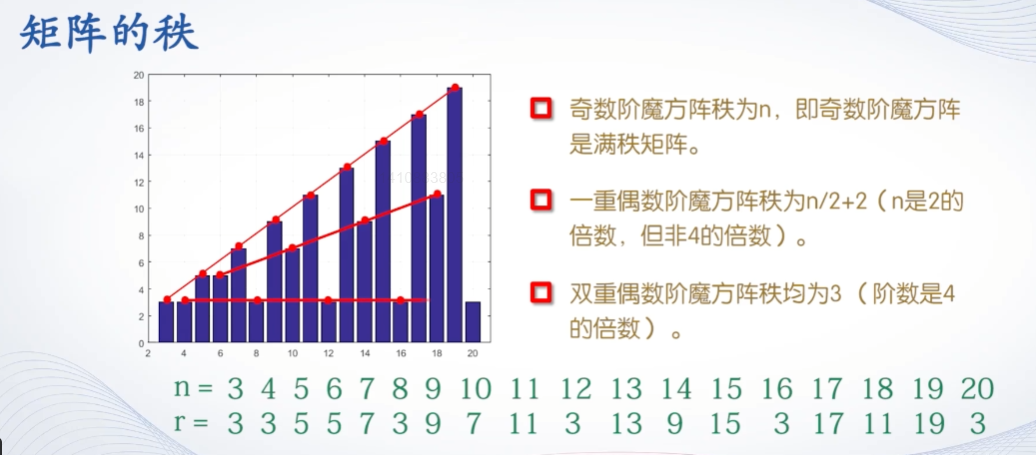 矩阵的秩
20
18
16
14
12
10
8
6
4
2
0
2 4 6 8 10 12 14 16 18 20
奇数阶魔方阵秩为n，即奇数阶魔方阵
是满秩矩阵。
一重偶数阶魔方阵秩为n/2+2（n是2的
倍数，但非4的倍数）。
双重偶数阶魔方阵秩均为3 （阶数是4
的倍数）。
n = 3 4 5 6 7 8 9 10 11 12 13 14 15 16 17 18 19 20
r = 3 3 5 5 7 3 9 7 11 3 13 9 15 3 17 11 19 3